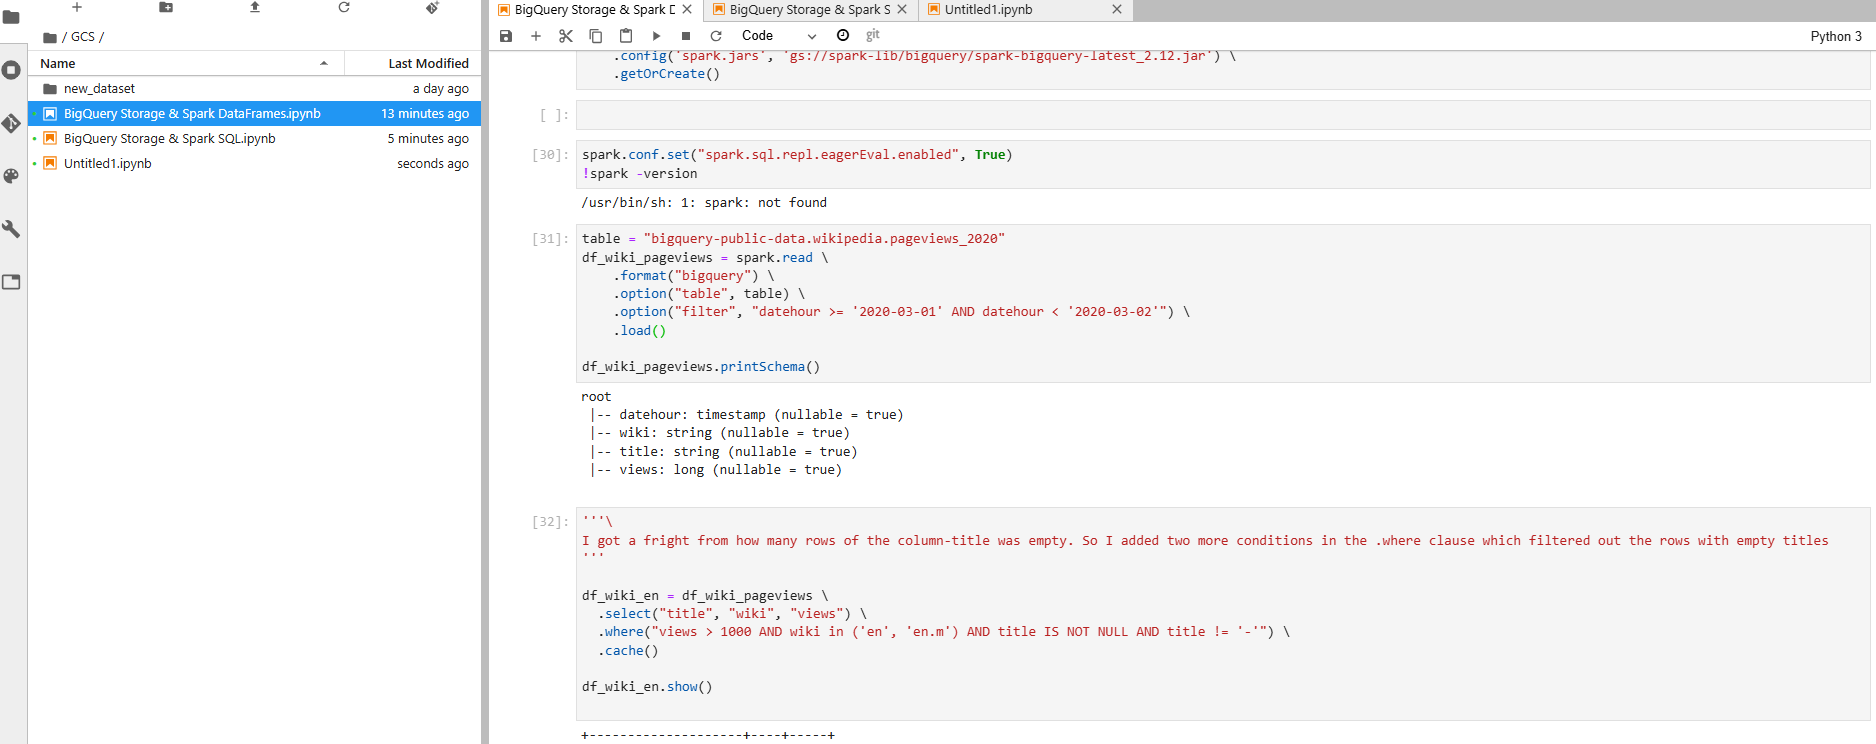 / GCS /
Name Last Modified
new_dataset a day ago
BigQuery Storage & Spark DataFrames.ipynb 13 minutes ago
BigQuery Storage & Spark SQL.ipynb 5 minutes ago
Untitled1.ipynb seconds ago
BigQuery Storage & Spark D BigQuery Storage & Spark S Untitled1.ipynb
Code git Python 3
.config('spark.jars', 'gs://spark-lib/bigquery/spark-bigquery-latest_2.12.jar') \
.getOrCreate()
[ ]:
[30]: spark.conf.set("spark.sql.repl.eagerEval.enabled", True)
!spark -version
/usr/bin/sh: 1: spark: not found
[31]: table = "bigquery-public-data.wikipedia.pageviews_2020"
df_wiki_pageviews = spark.read \
.format("bigquery") \
.option("table", table) \
.option("filter", "datehour >= '2020-03-01' AND datehour < '2020-03-02'") \
.load()
df_wiki_pageviews.printSchema()
root
|-- datehour: timestamp (nullable = true)
|-- wiki: string (nullable = true)
|-- title: string (nullable = true)
|-- views: long (nullable = true)
[32]: '''\
I got a fright from how many rows of the column-title was empty. So I added two more conditions in the .where clause which filtered out the rows with empty titles
'''
df_wiki_en = df_wiki_pageviews \
.select("title", "wiki", "views") \
.where("views > 1000 AND wiki in ('en', 'en.m') AND title IS NOT NULL AND title != '-'") \
.cache()
df_wiki_en.show()
+--------------------+----+-----+